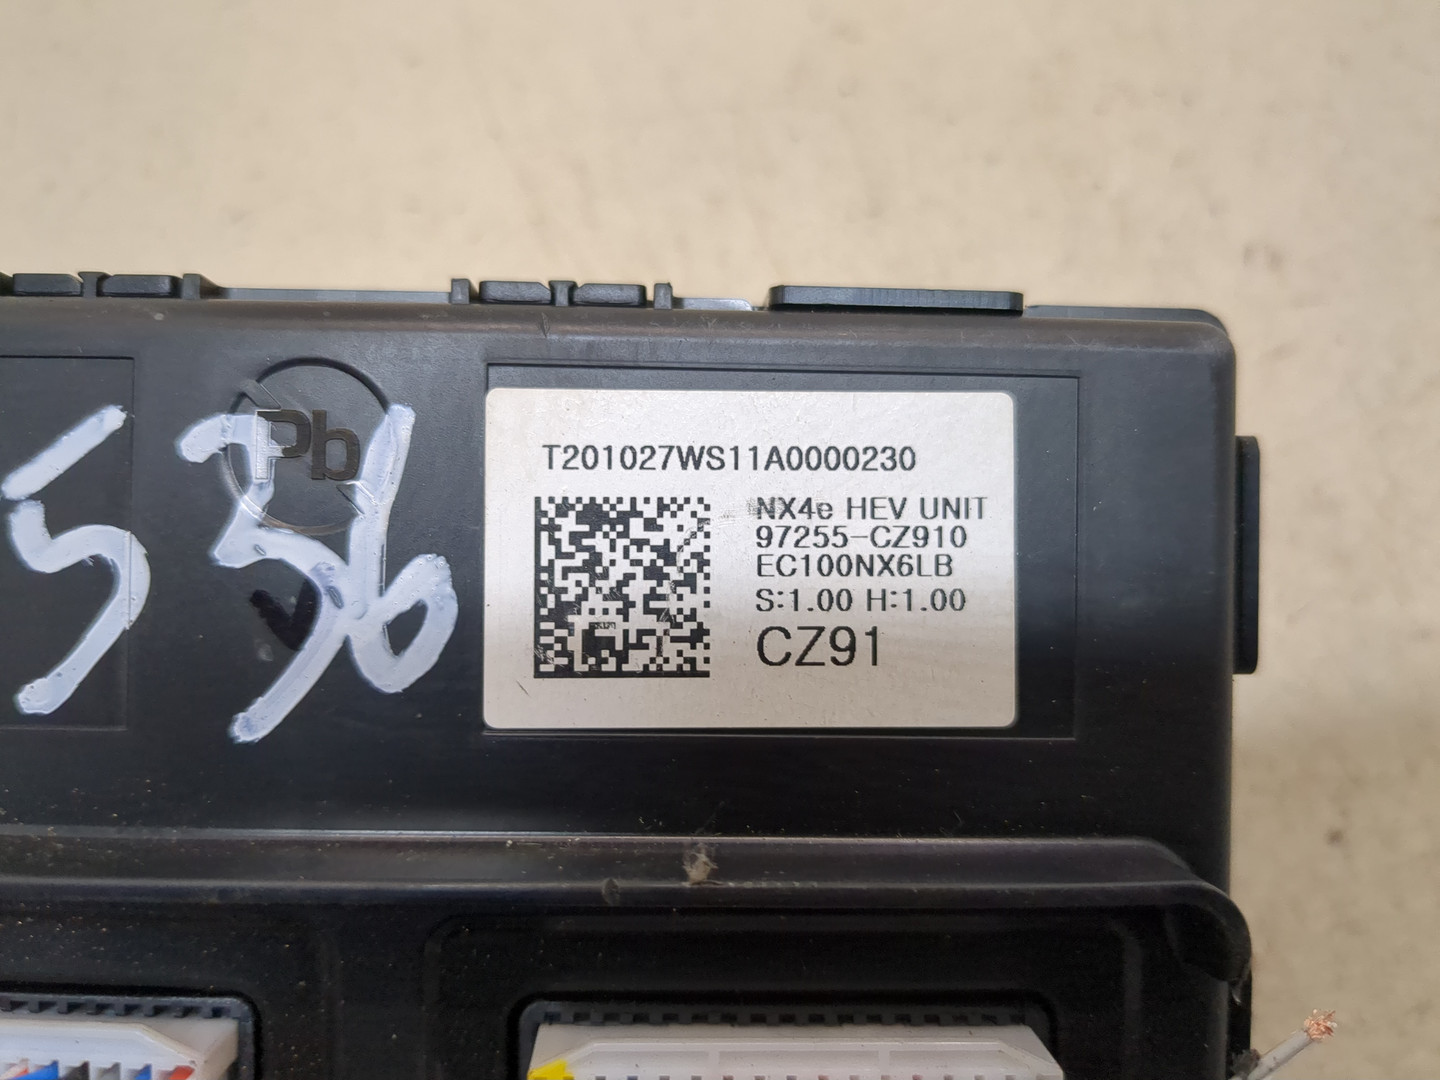 Pb
536
T201027WS11A0000230
NX4e HEV UNIT
97255-CZ910
EC100NX6LB
S:1.00 H:1.00
CZ91